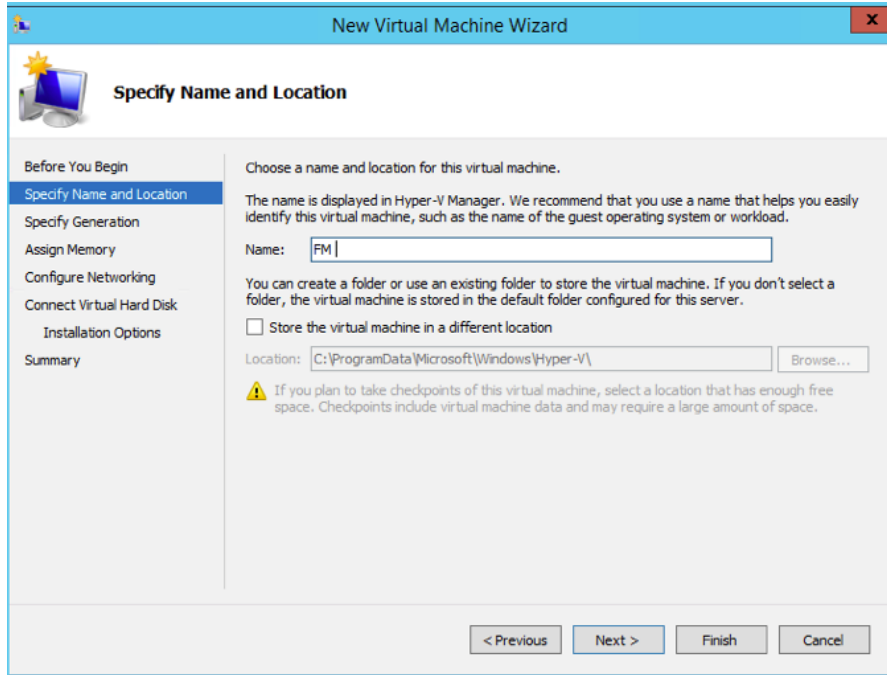 New Virtual Machine Wizard
x
Specify Name and Location
Before You Begin
Specify Name and Location
Specify Generation
Assign Memory
Configure Networking
Connect Virtual Hard Disk
Installation Options
Summary
Choose a name and location for this virtual machine.
The name is displayed in Hyper-V Manager. We recommend that you use a name that helps you easily
identify this virtual machine, such as the name of the guest operating system or workload.
Name: FM
You can create a folder or use an existing folder to store the virtual machine. If you don't select a
folder, the virtual machine is stored in the default folder configured for this server.
Store the virtual machine in a different location
Location: C:\ProgramData\Microsoft\Windows\Hyper-V\ Browse...
If you plan to take checkpoints of this virtual machine, select a location that has enough free
space. Checkpoints include virtual machine data and may require a large amount of space.
< Previous Next > Finish Cancel